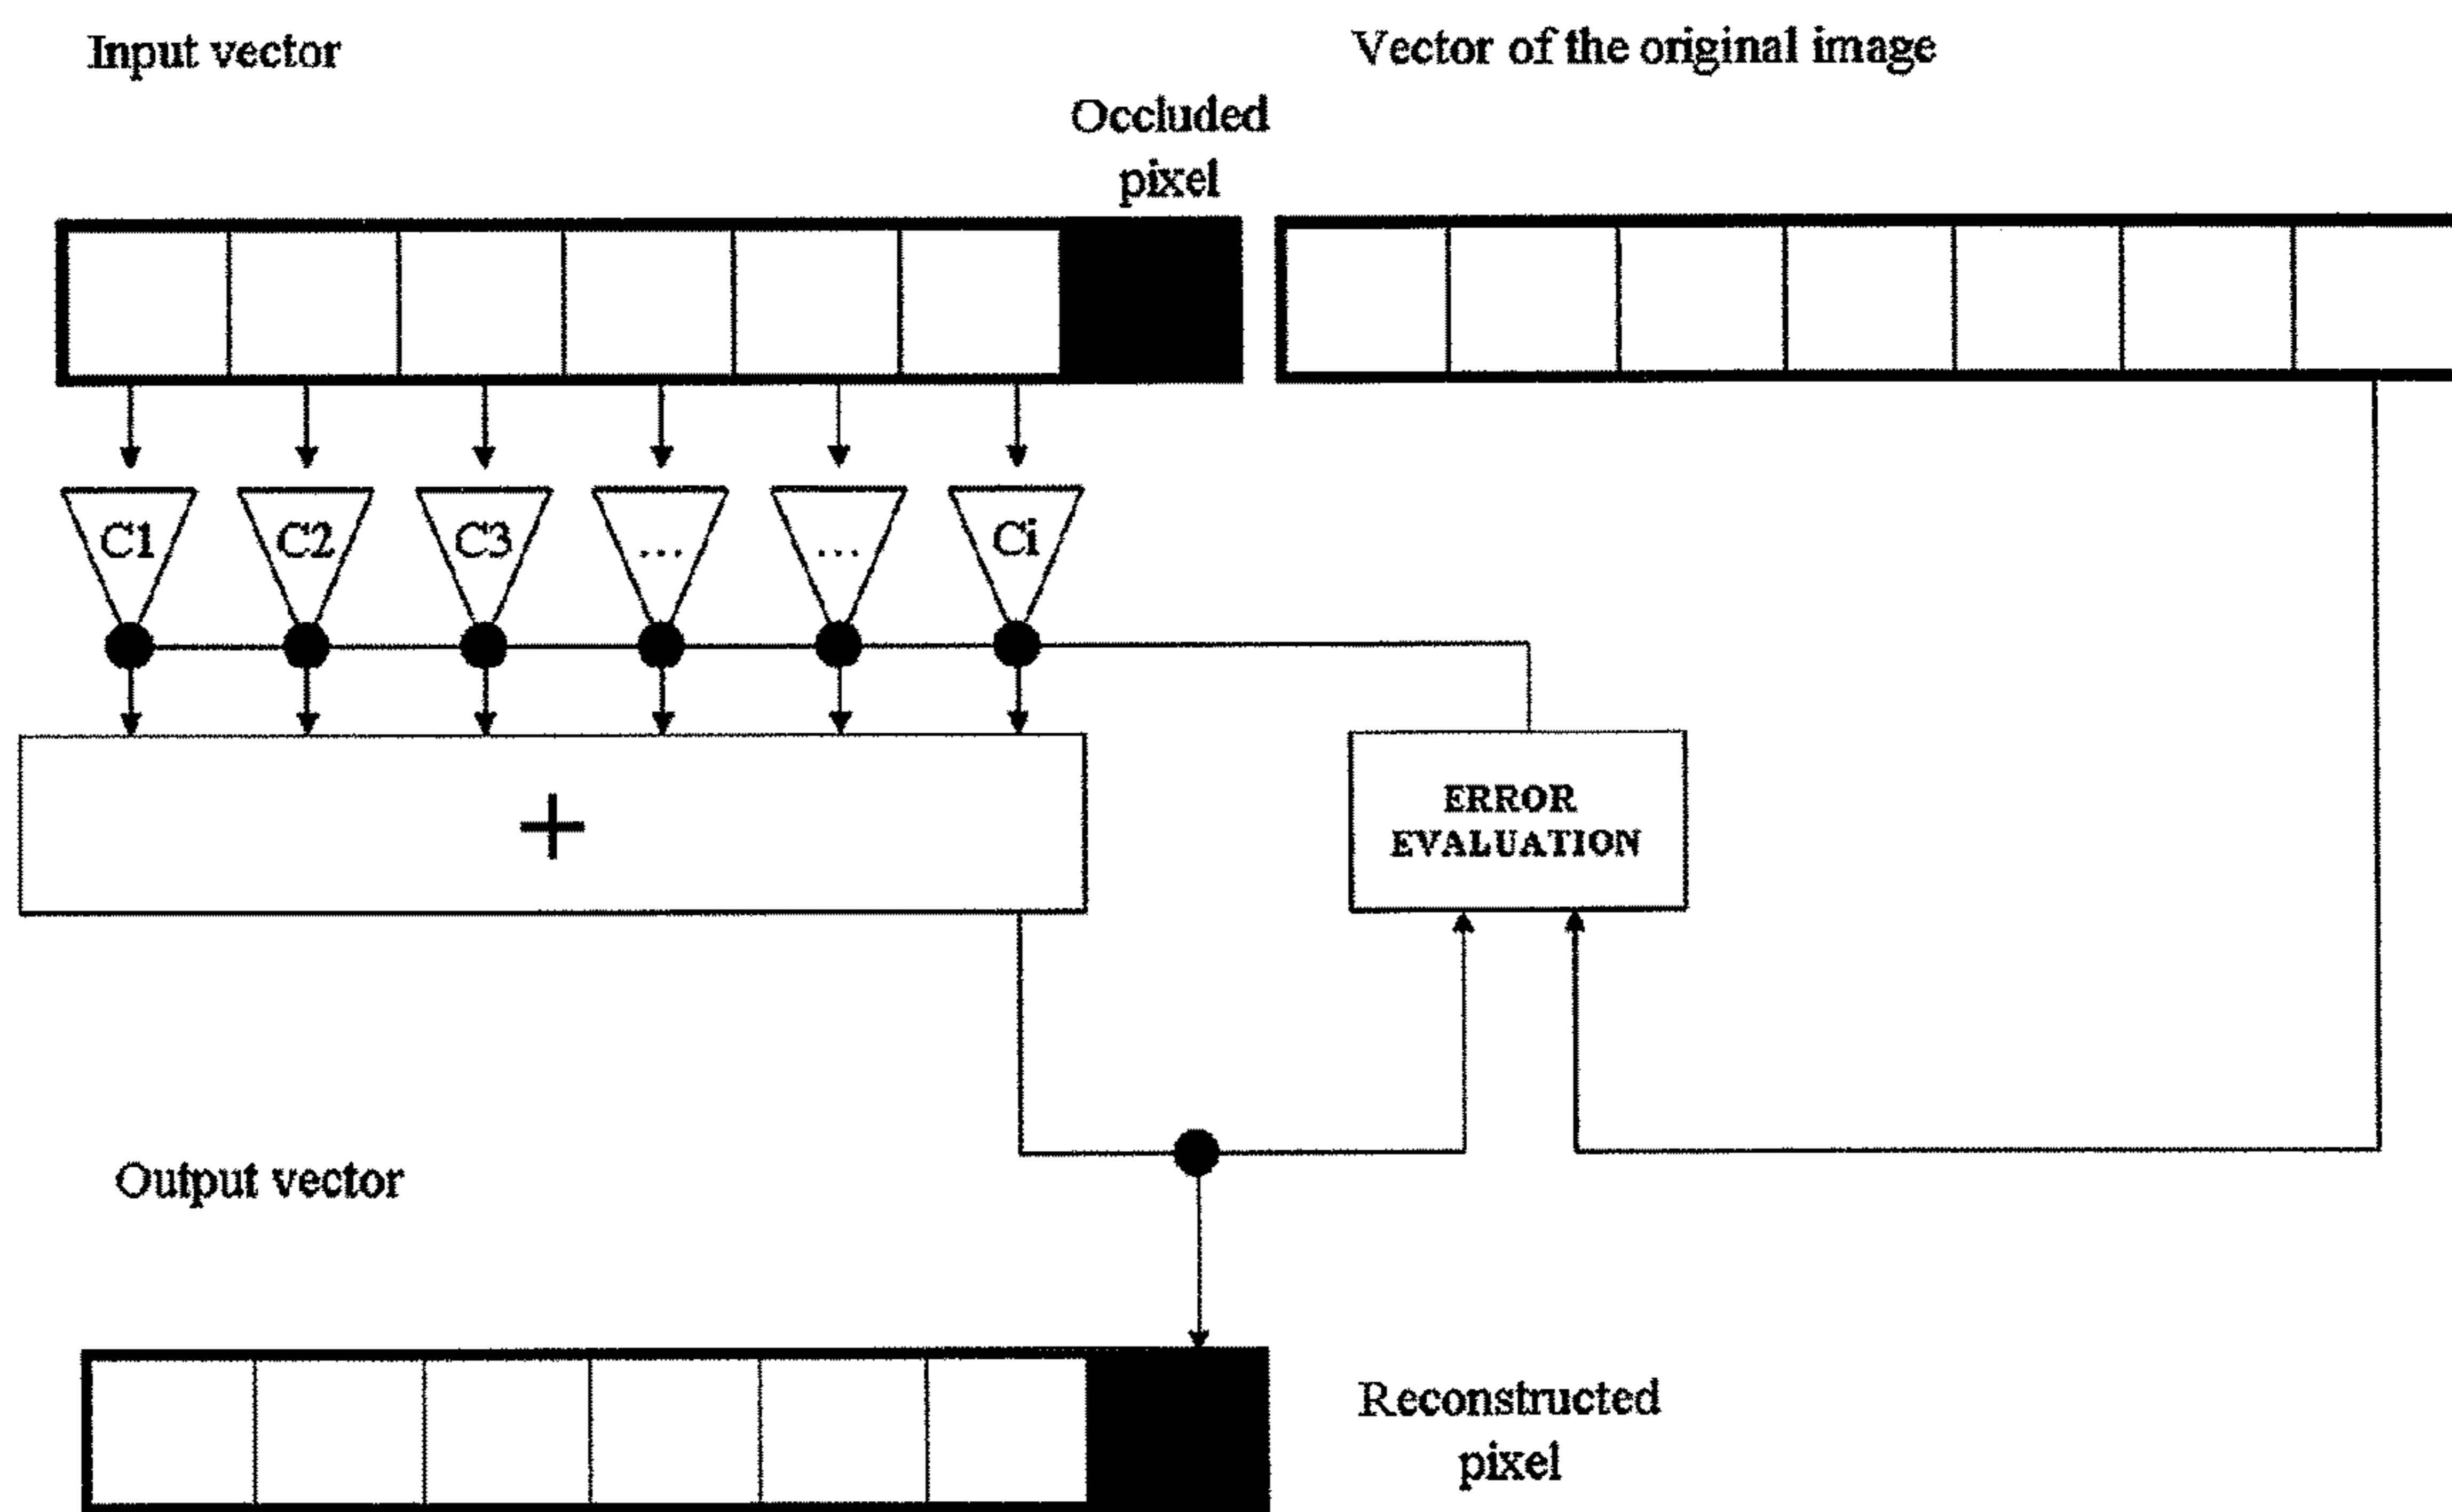 Input vector
Vector of the original image
Occluded
pixel
C1 C2 C3 ... ... Ci
+
ERROR
EVALUATION
Output vector
Reconstructed
pixel